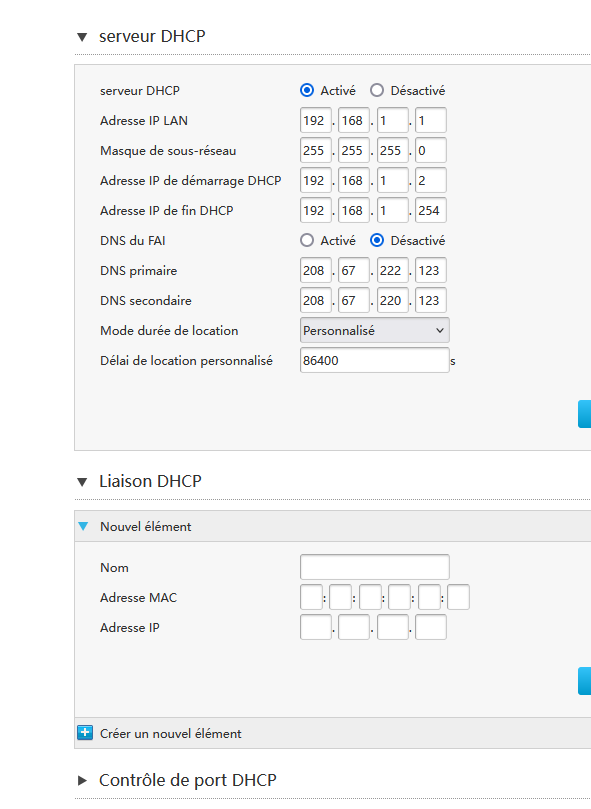 serveur DHCP
serveur DHCP Activé Désactivé
Adresse IP LAN 192 . 168 . 1 . 1
Masque de sous-réseau 255 . 255 . 255 . 0
Adresse IP de démarrage DHCP 192 . 168 . 1 . 2
Adresse IP de fin DHCP 192 . 168 . 1 . 254
DNS du FAI Activé Désactivé
DNS primaire 208 . 67 . 222 . 123
DNS secondaire 208 . 67 . 220 . 123
Mode durée de location Personnalisé
Délai de location personnalisé 86400 s
Liaison DHCP
Nouvel élément
Nom
Adresse MAC : : : : :
Adresse IP . . .
Créer un nouvel élément
Contrôle de port DHCP